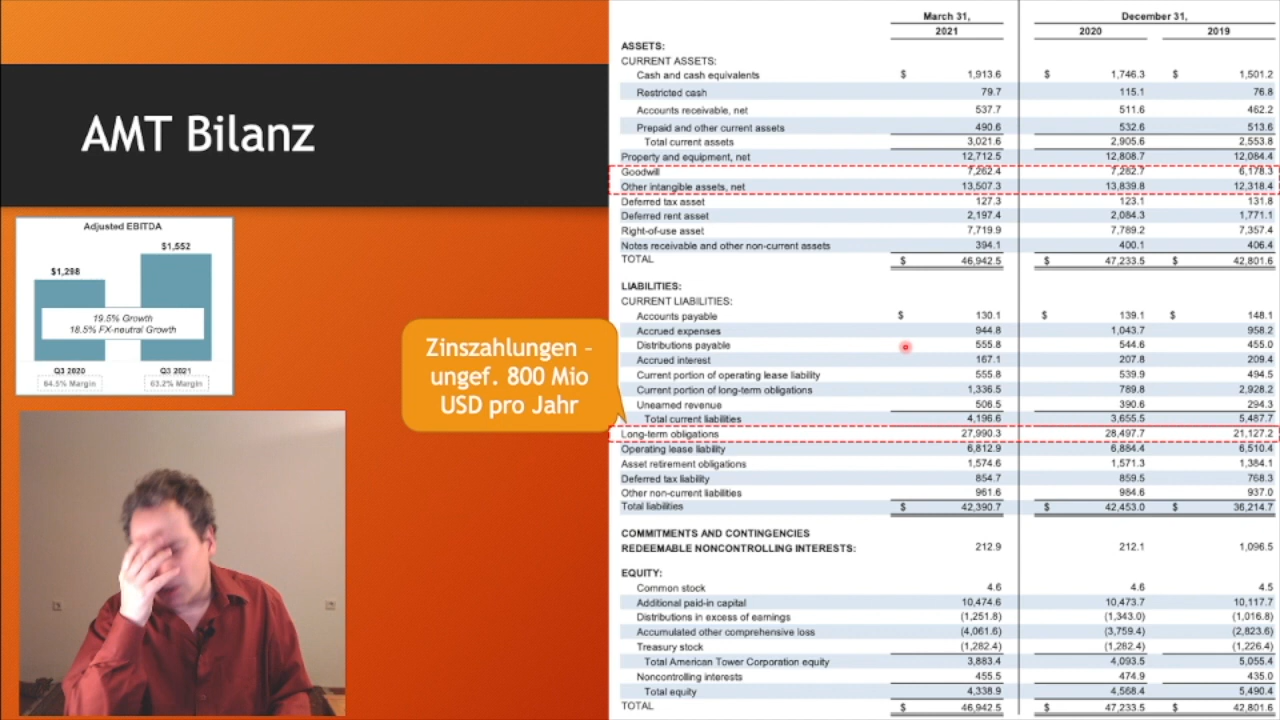 AMT Bilanz
Adjusted EBITDA
$1,552
$1,298
19.5% Growth
18.5% FX-neutral Growth
Q3 2020 Q3 2021
64.5% Margin 63.2% Margin
Zinszahlungen –
ungef. 800 Mio
USD pro Jahr
March 31, December 31,
2021 2020 2019
ASSETS:
CURRENT ASSETS:
Cash and cash equivalents $ 1,913.6 $ 1,746.3 $ 1,501.2
Restricted cash 79.7 115.1 76.8
Accounts receivable, net 537.7 511.6 462.2
Prepaid and other current assets 490.6 532.6 513.6
Total current assets 3,021.6 2,905.6 2,553.8
Property and equipment, net 12,712.5 12,808.7 12,084.4
Goodwill 7,262.4 7,282.7 6,178.3
Other intangible assets, net 13,507.3 13,839.8 12,318.4
Deferred tax asset 127.3 123.1 131.8
Deferred rent asset 2,197.4 2,084.3 1,771.1
Right-of-use asset 7,719.9 7,789.2 7,357.4
Notes receivable and other non-current assets 394.1 400.1 406.4
TOTAL $ 46,942.5 $ 47,233.5 $ 42,801.6
LIABILITIES:
CURRENT LIABILITIES:
Accounts payable $ 130.1 $ 139.1 $ 148.1
Accrued expenses 944.8 1,043.7 958.2
Distributions payable 555.8 544.6 455.0
Accrued interest 167.1 207.8 209.4
Current portion of operating lease liability 555.8 539.9 494.5
Current portion of long-term obligations 1,336.5 789.8 2,928.2
Unearned revenue 506.5 390.6 294.3
Total current liabilities 4,196.6 3,655.5 5,487.7
Long-term obligations 27,990.3 28,497.7 21,127.2
Operating lease liability 6,812.9 6,884.4 6,510.4
Asset retirement obligations 1,574.6 1,571.3 1,384.1
Deferred tax liability 854.7 859.5 768.3
Other non-current liabilities 961.6 984.6 937.0
Total liabilities $ 42,390.7 $ 42,453.0 $ 36,214.7
COMMITMENTS AND CONTINGENCIES
REDEEMABLE NONCONTROLLING INTERESTS: 212.9 212.1 1,096.5
EQUITY:
Common stock 4.6 4.6 4.5
Additional paid-in capital 10,474.6 10,473.7 10,117.7
Distributions in excess of earnings (1,251.8) (1,343.0) (1,016.8)
Accumulated other comprehensive loss (4,061.6) (3,759.4) (2,823.6)
Treasury stock (1,282.4) (1,282.4) (1,226.4)
Total American Tower Corporation equity 3,883.4 4,093.5 5,055.4
Noncontrolling interests 455.5 474.9 435.0
Total equity 4,338.9 4,568.4 5,490.4
TOTAL $ 46,942.5 $ 47,233.5 $ 42,801.6